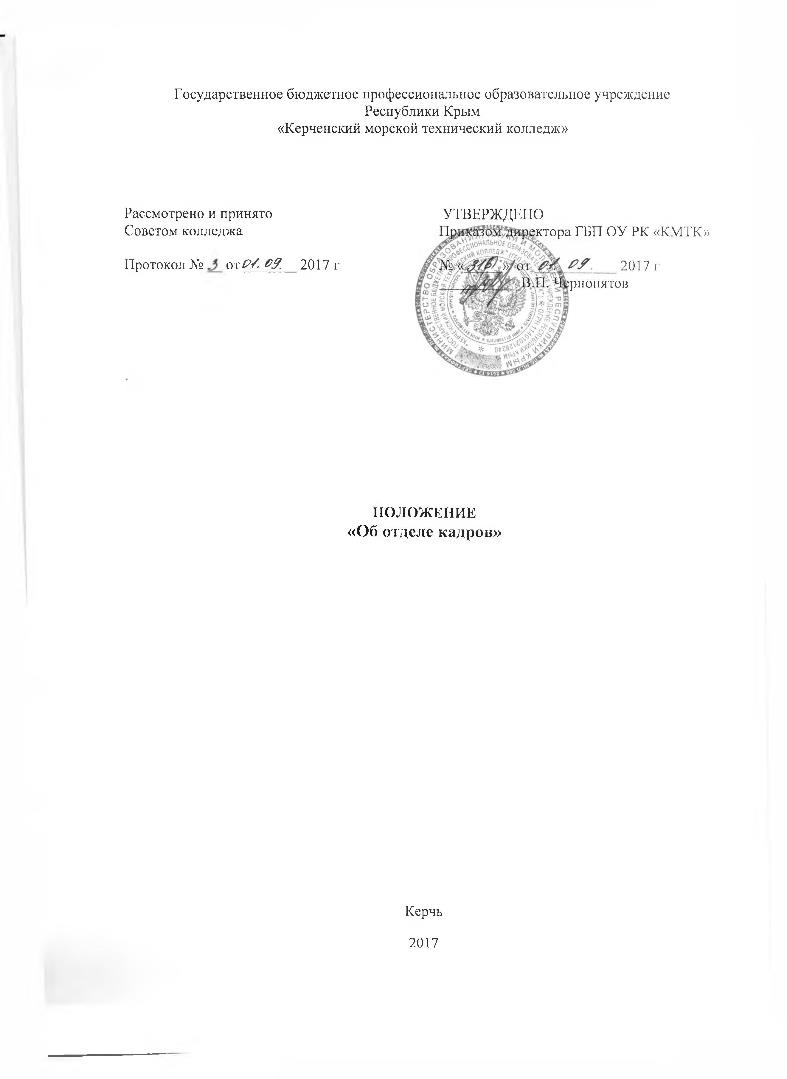 Государственное бюджетное профессиональное образовательное учреждение
Республики Крым
«Керченский морской технический колледж»
Рассмотрено и принято
Советом колледжа
Протокол № 3 от 01.09. 2017 г
УТВЕРЖДЕНО
Приказом директора ГБП ОУ РК «КМТК»
№ « » от 01. 09. 2017 г
В.П. Чернопятов
ПОЛОЖЕНИЕ
«Об отделе кадров»
Керчь
2017